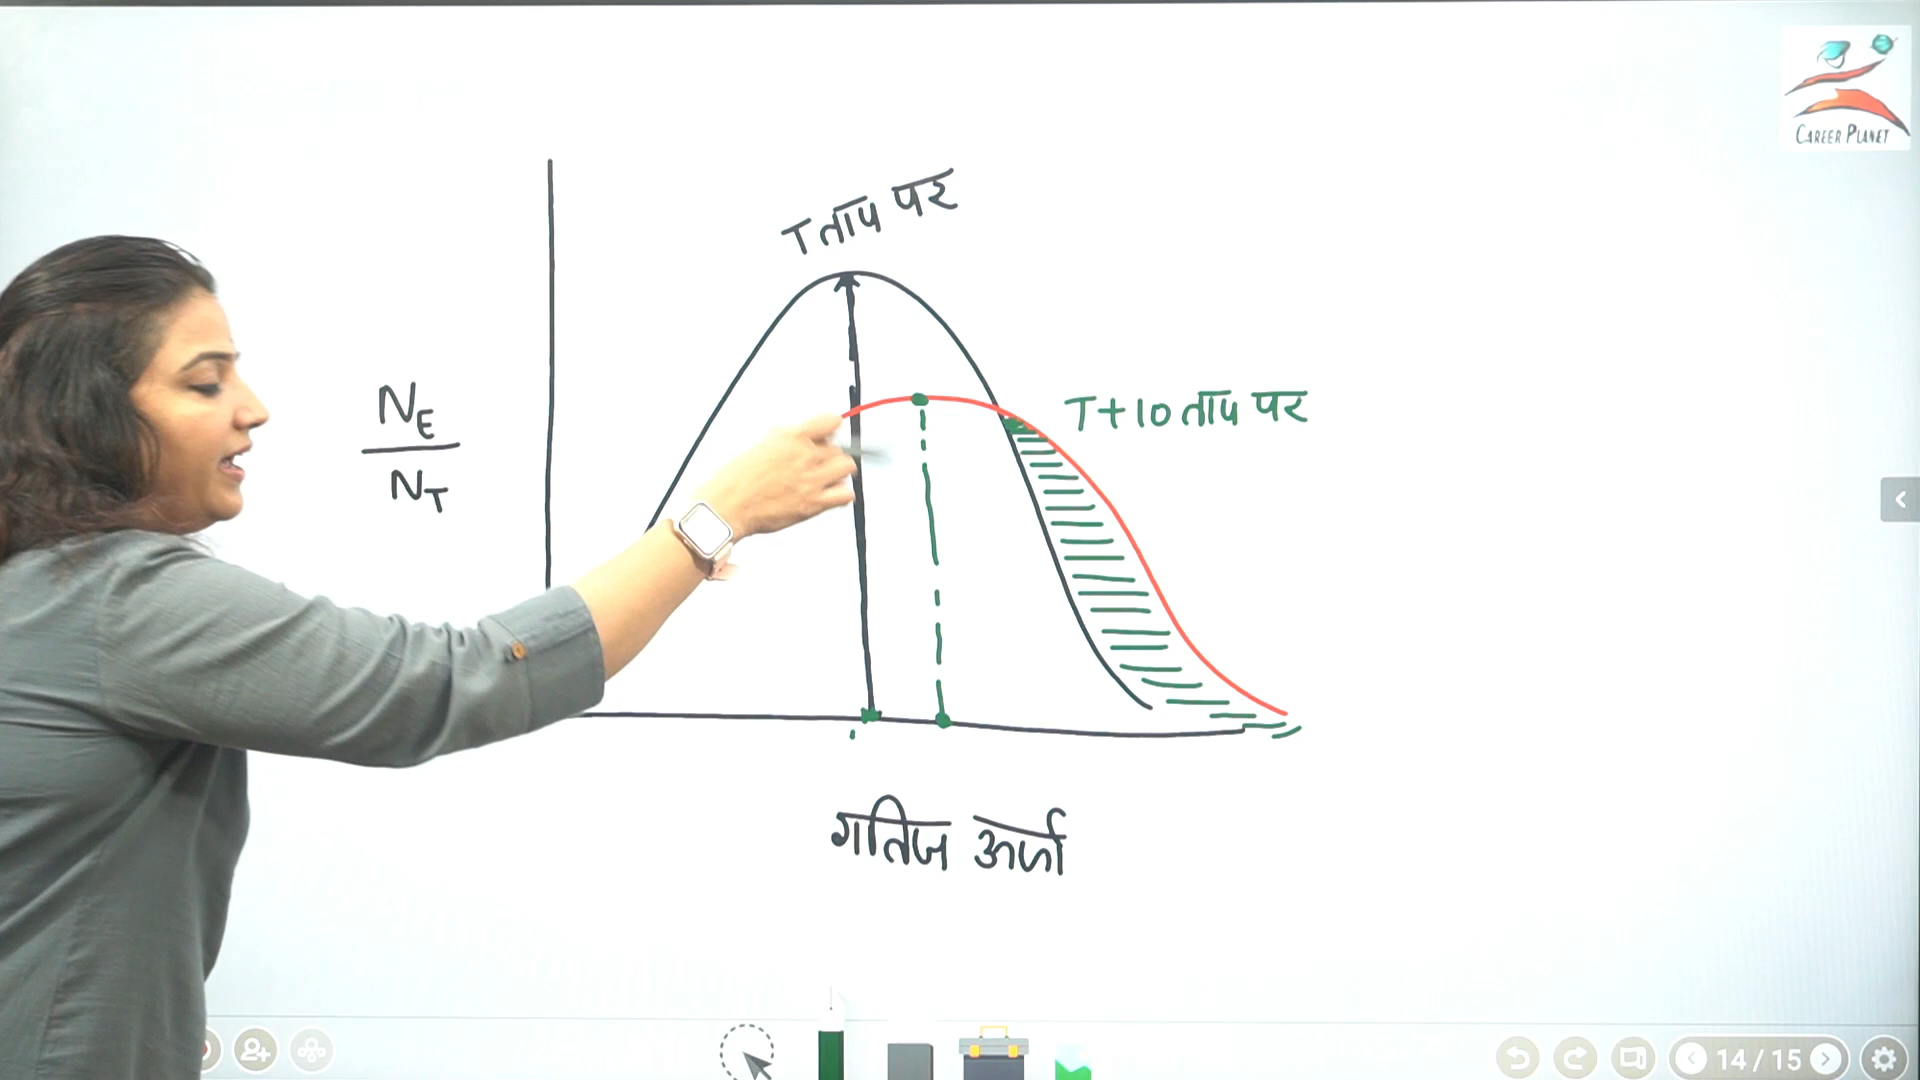 CAREER PLANET
T ताप पर
N_E
N_T
T+10 ताप पर
गतिज ऊर्जा
14 / 15